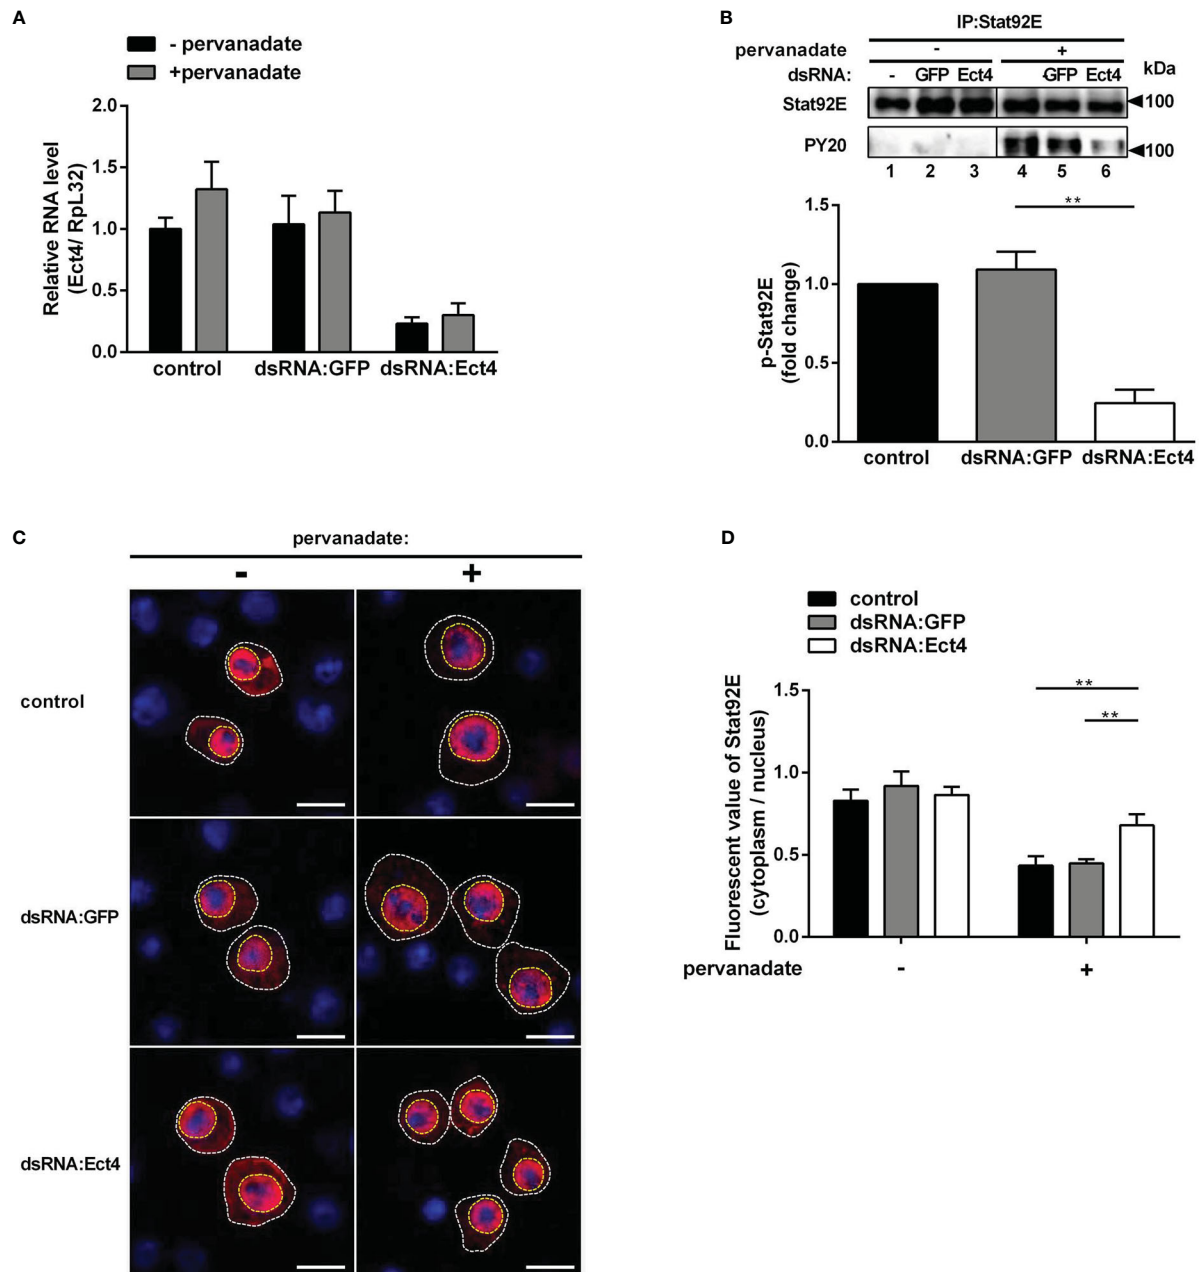 A
- pervanadate
+pervanadate
Relative RNA level
(Ect4/ RpL32)
2.0
1.5
1.0
0.5
0.0
control
dsRNA:GFP
dsRNA:Ect4
B
IP:Stat92E
pervanadate - +
dsRNA: - GFP Ect4 -GFP Ect4 kDa
Stat92E 100
PY20 100
1 2 3 4 5 6
p-Stat92E
(fold change)
1.5
1.0
0.5
0.0
**
control
dsRNA:GFP
dsRNA:Ect4
C
pervanadate:
- +
control
dsRNA:GFP
dsRNA:Ect4
D
control
dsRNA:GFP
dsRNA:Ect4
Fluorescent value of Stat92E
(cytoplasm / nucleus)
1.5
1.0
0.5
0.0
**
**
pervanadate - +